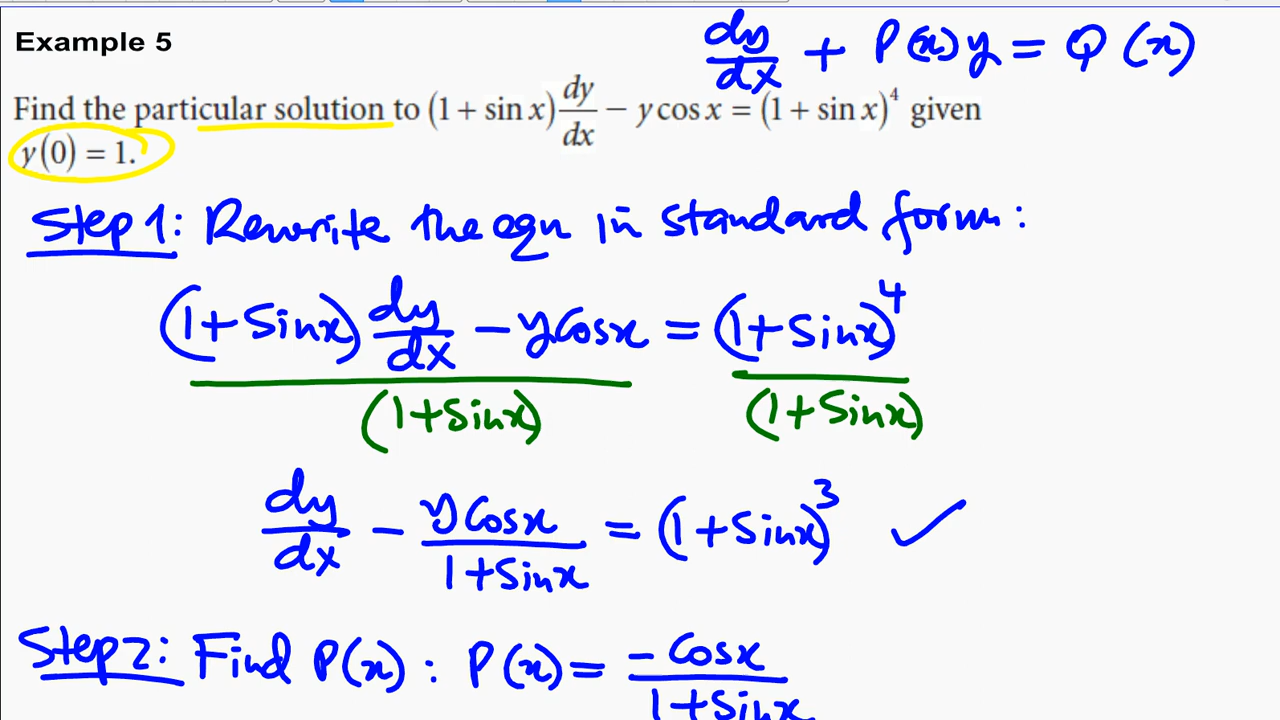 Example 5
dy/dx + P(x)y = Q(x)
Find the particular solution to (1 + sin x) dy/dx − y cos x = (1 + sin x)^4 given
y(0) = 1.
Step 1: Rewrite the eqn in standard form:
(1+Sinx) dy/dx − y Cosx = (1+Sinx)^4
(1+Sinx) (1+Sinx)
dy/dx − y Cosx / 1+Sinx = (1+Sinx)^3 ✓
Step 2: Find P(x): P(x) = −Cosx / 1+Sinx